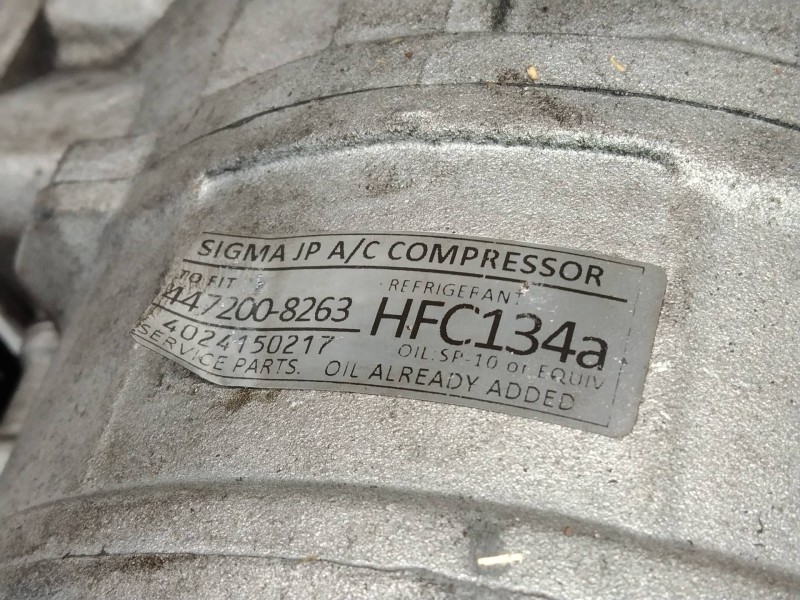 SIGMA JP A/C COMPRESSOR
TO FIT
447200-8263
4024150217
REFRIGERANT
HFC134a
OIL:SP-10 or EQUIV
SERVICE PARTS. OIL ALREADY ADDED